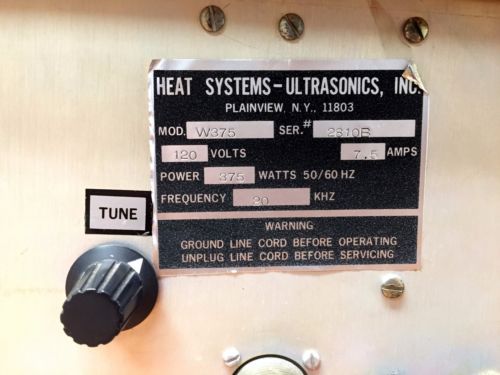 HEAT SYSTEMS-ULTRASONICS, INC.
PLAINVIEW, N.Y., 11803
MOD. W375 SER.# 2810B
120 VOLTS 7.5 AMPS
POWER 375 WATTS 50/60 HZ
FREQUENCY 20 KHZ
TUNE
WARNING
GROUND LINE CORD BEFORE OPERATING
UNPLUG LINE CORD BEFORE SERVICING